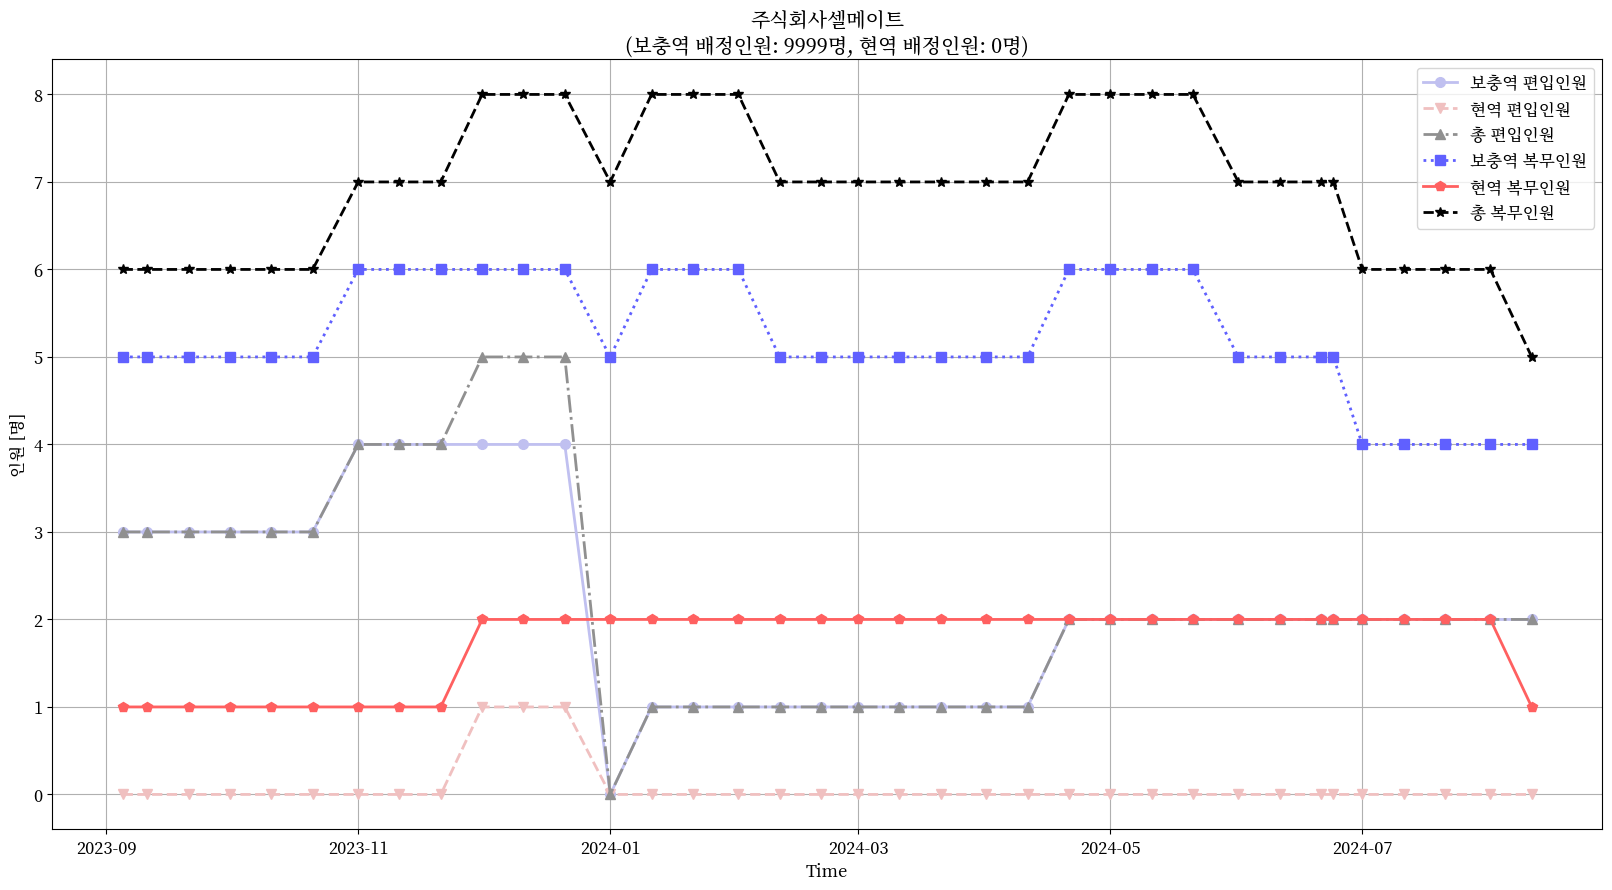 주식회사셀메이트
(보충역 배정인원: 9999명, 현역 배정인원: 0명)
보충역 편입인원
현역 편입인원
총 편입인원
보충역 복무인원
현역 복무인원
총 복무인원
인원 [명]
8
7
6
5
4
3
2
1
0
2023-09
2023-11
2024-01
2024-03
2024-05
2024-07
Time